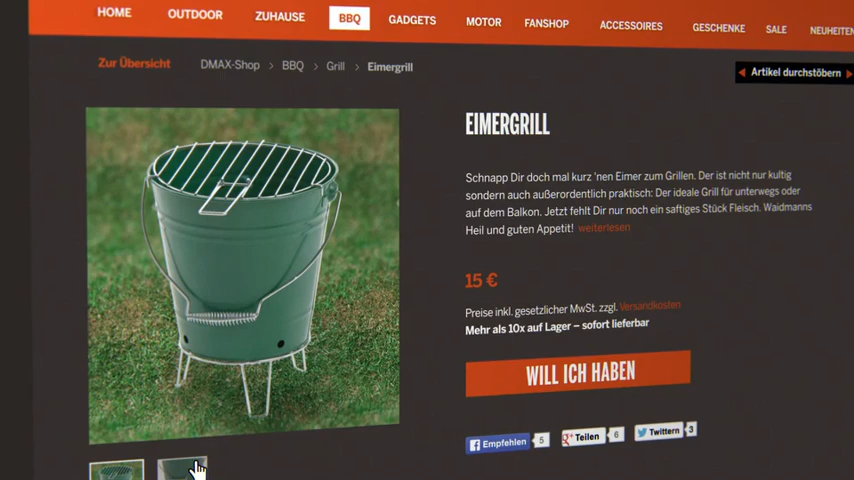 HOME OUTDOOR ZUHAUSE BBQ GADGETS MOTOR FANSHOP ACCESSOIRES GESCHENKE SALE NEUHEITEN
Zur Übersicht DMAX-Shop > BBQ > Grill > Eimergrill
Artikel durchstöbern
EIMERGRILL
Schnapp Dir doch mal kurz 'nen Eimer zum Grillen. Der ist nicht nur kultig
sondern auch außerordentlich praktisch: Der ideale Grill für unterwegs oder
auf dem Balkon. Jetzt fehlt Dir nur noch ein saftiges Stück Fleisch. Waidmanns
Heil und guten Appetit! weiterlesen
15 €
Preise inkl. gesetzlicher MwSt. zzgl. Versandkosten
Mehr als 10x auf Lager – sofort lieferbar
WILL ICH HABEN
Empfehlen 5 Teilen 6 Twittern 3